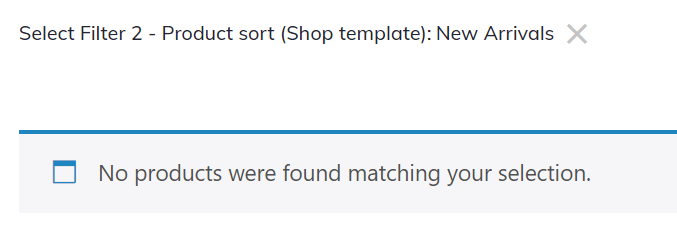 Select Filter 2 - Product sort (Shop template): New Arrivals
No products were found matching your selection.